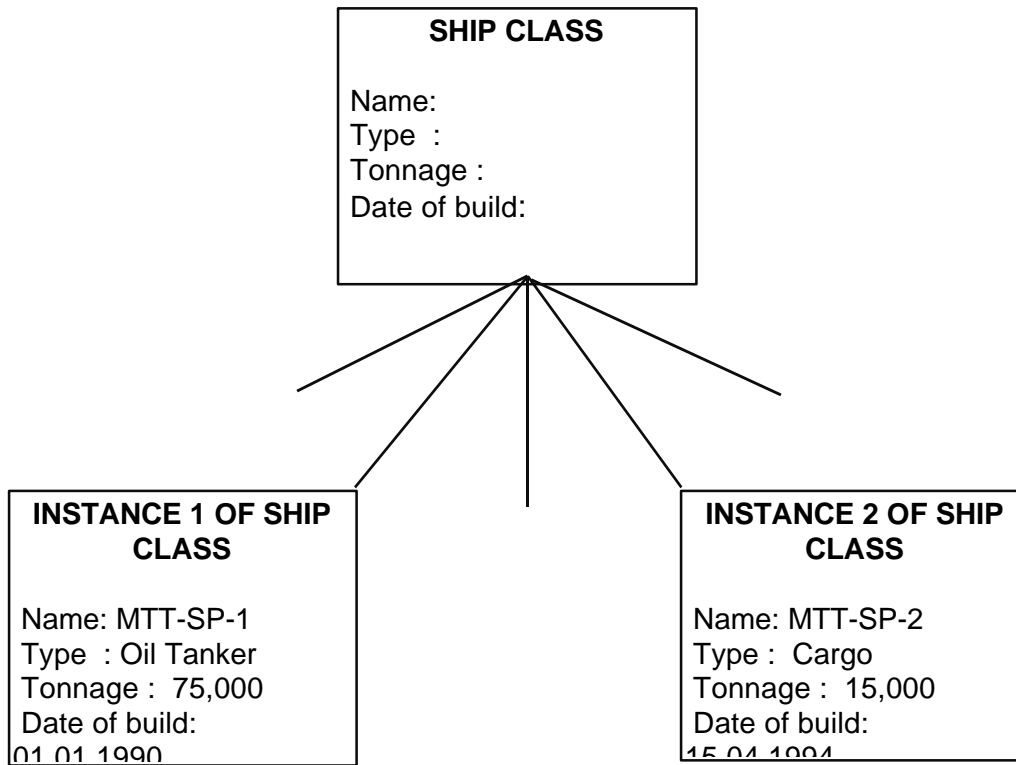 SHIP CLASS
Name:
Type  :
Tonnage :
Date of build:
INSTANCE 1 OF SHIP
CLASS
Name: MTT-SP-1
Type  : Oil Tanker
Tonnage :  75,000
Date of build:
01.01.1990
INSTANCE 2 OF SHIP
CLASS
Name: MTT-SP-2
Type :  Cargo
Tonnage :  15,000
Date of build:
15.04.1994